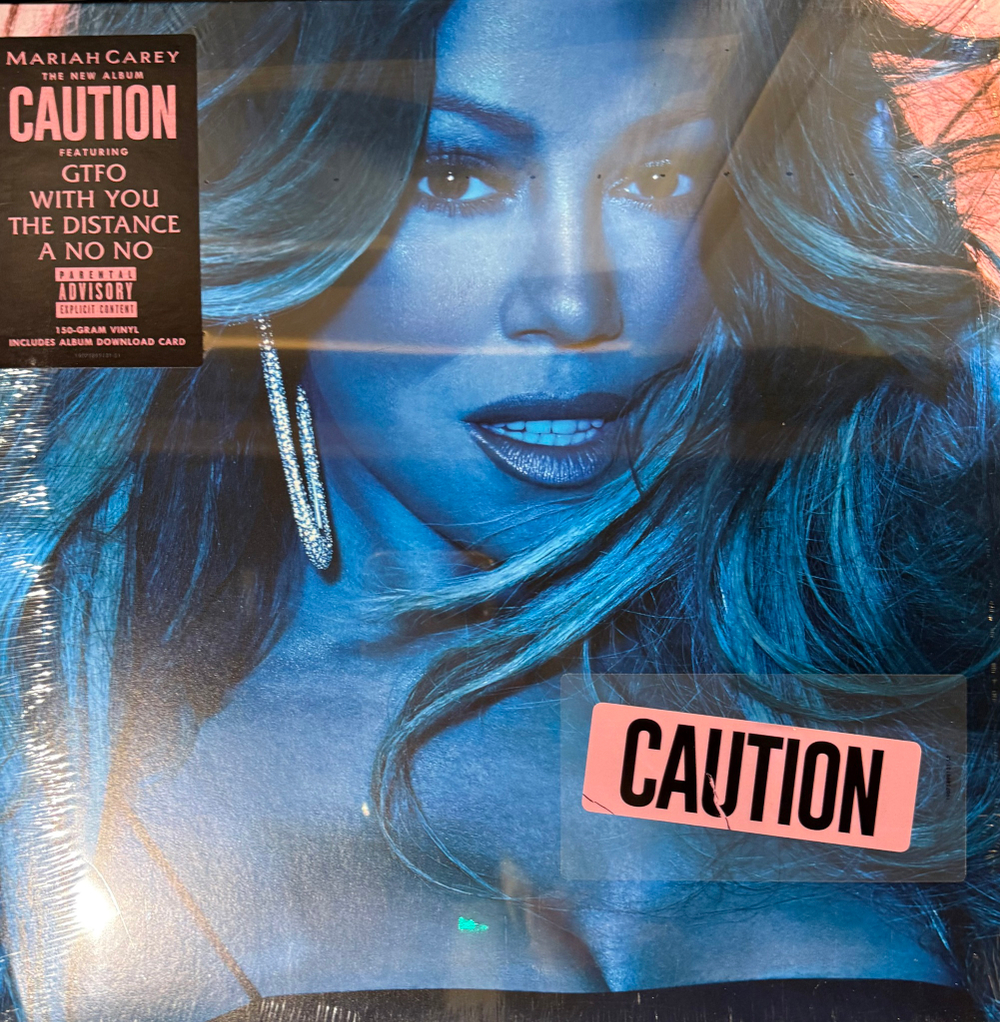 MARIAH CAREY
THE NEW ALBUM
CAUTION
FEATURING
GTFO
WITH YOU
THE DISTANCE
A NO NO
PARENTAL
ADVISORY
EXPLICIT CONTENT
150-GRAM VINYL
INCLUDES ALBUM DOWNLOAD CARD
CAUTION